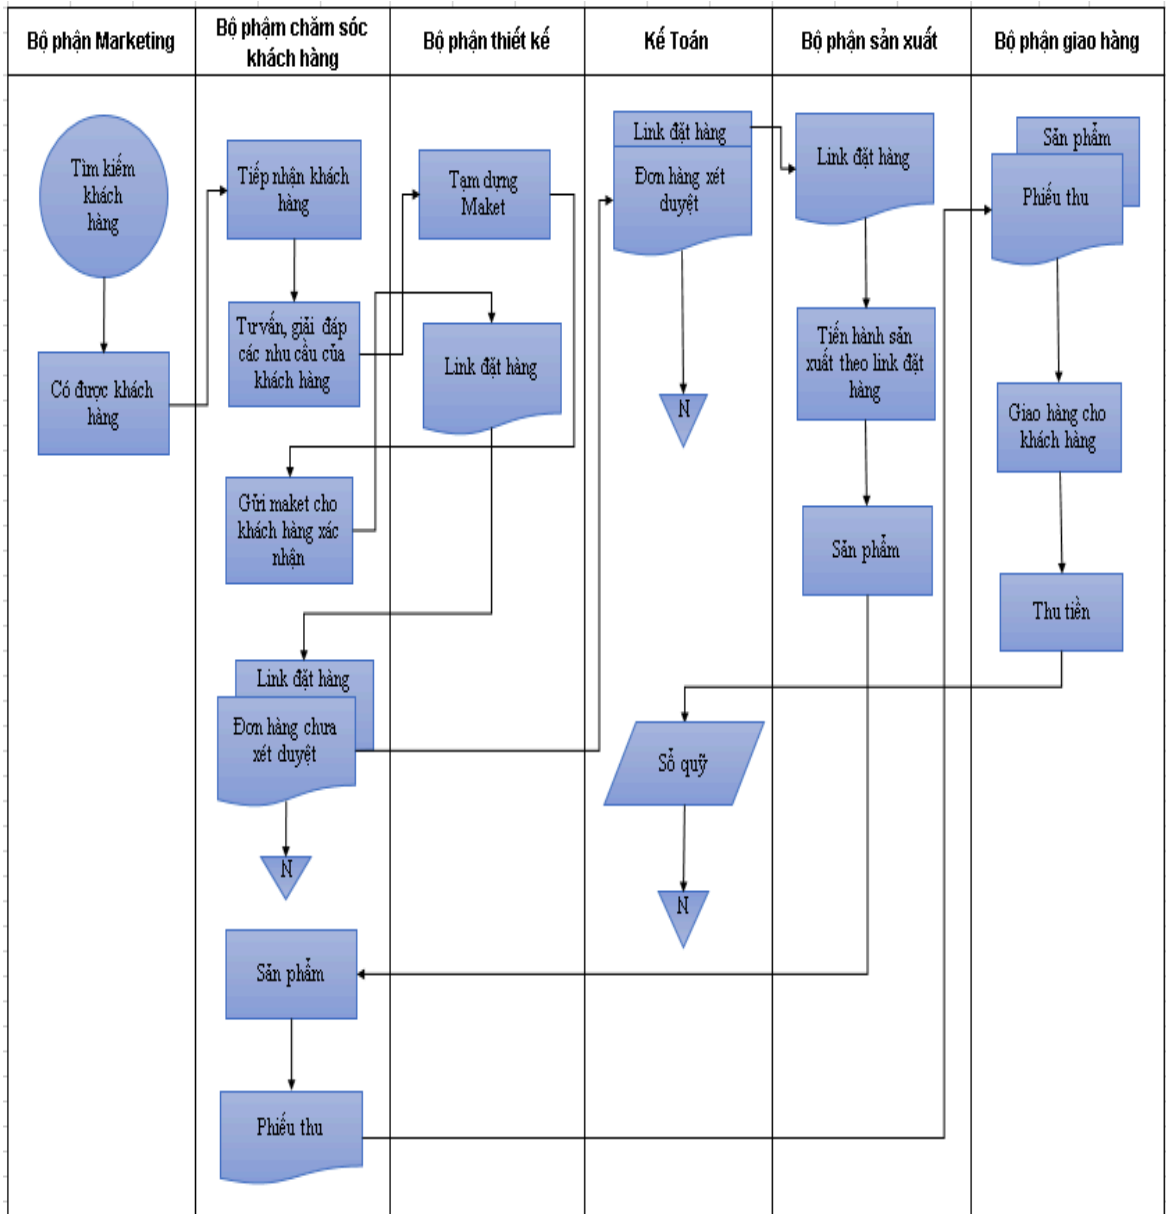 Bộ phận Marketing
Bộ phậm chăm sóc
khách hàng
Bộ phận thiết kế
Kế Toán
Bộ phận sản xuất
Bộ phận giao hàng
Tìm kiếm
khách
hàng
Có được khách
hàng
Tiếp nhận khách
hàng
Tư vấn, giải đáp
các nhu cầu của
khách hàng
Gửi maket cho
khách hàng xác
nhận
Link đặt hàng
Đơn hàng chưa
xét duyệt
N
Sản phẩm
Phiếu thu
Tạm dựng
Maket
Link đặt hàng
Link đặt hàng
Đơn hàng xét
duyệt
N
Sổ quỹ
N
Link đặt hàng
Tiến hành sản
xuất theo link đặt
hàng
Sản phẩm
Sản phẩm
Phiếu thu
Giao hàng cho
khách hàng
Thu tiền